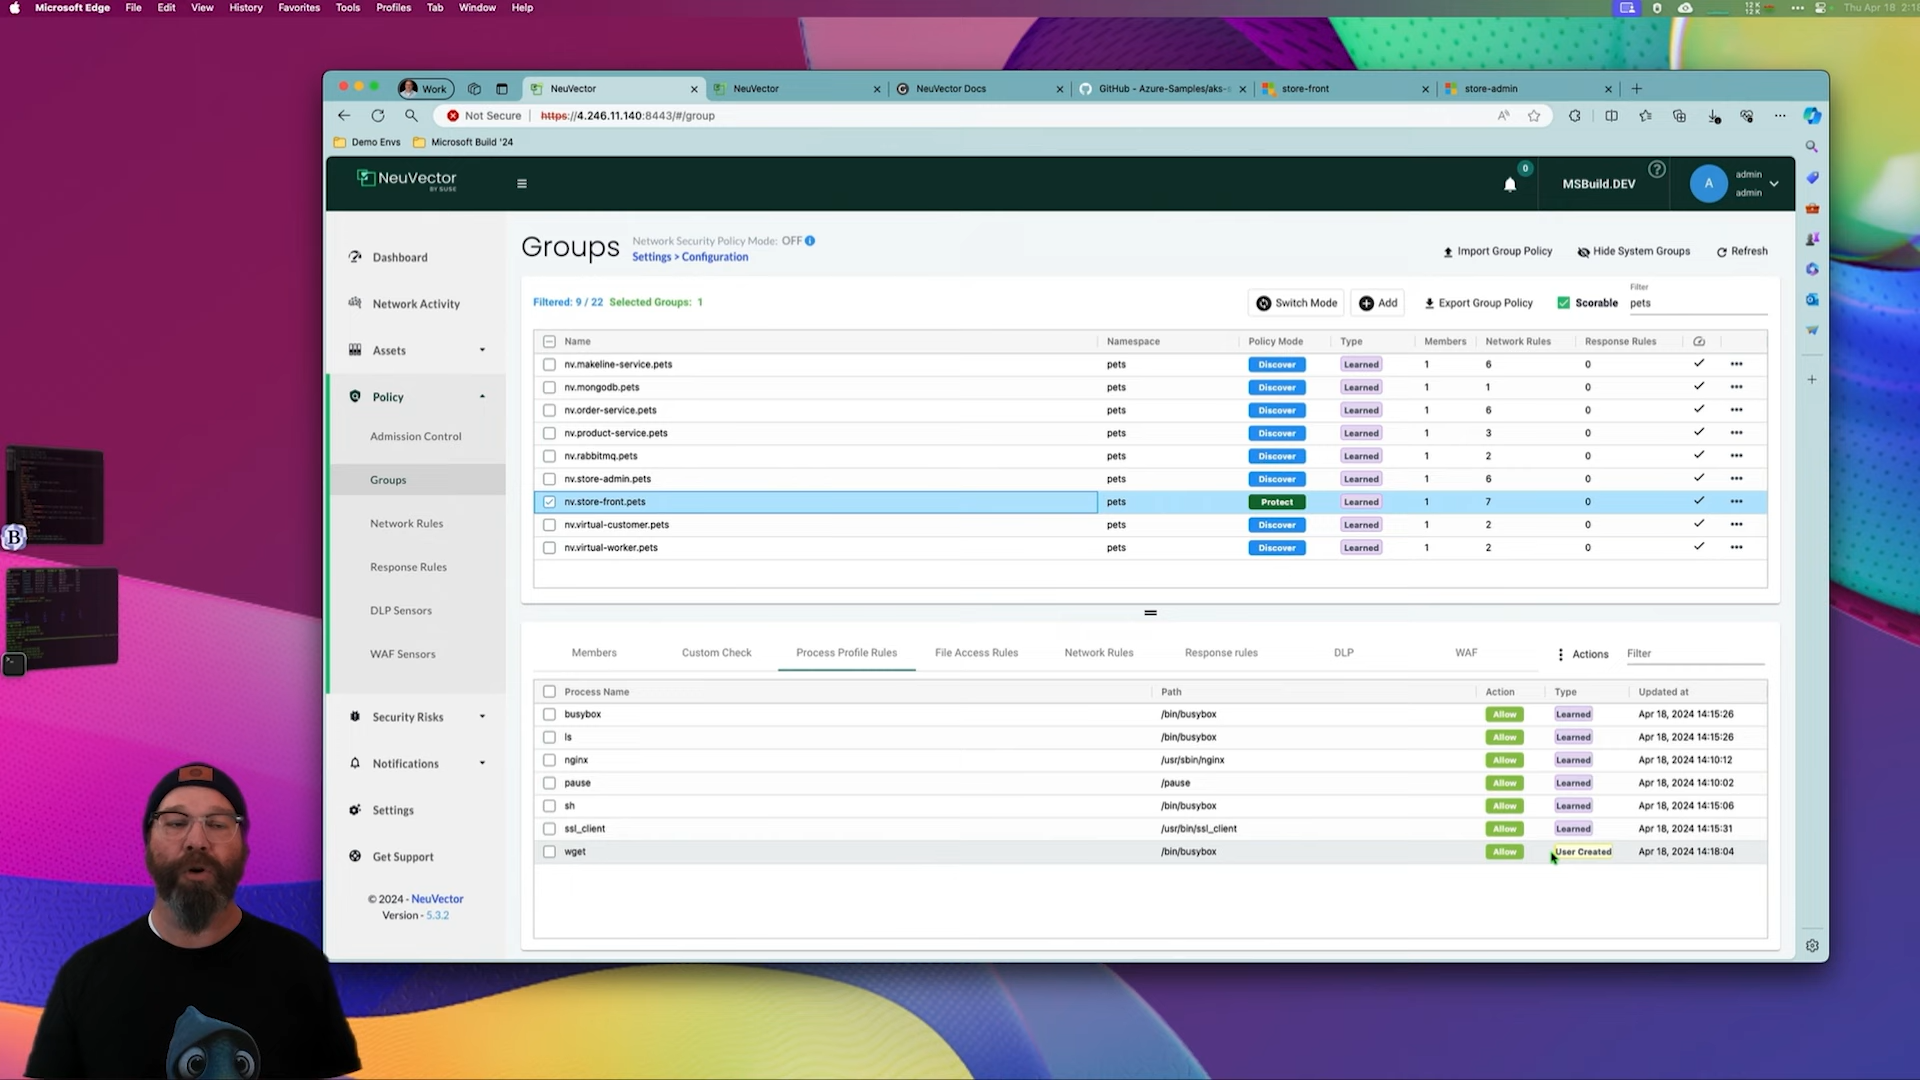 Microsoft Edge File Edit View History Favorites Tools Profiles Tab Window Help
12 K
12 K
Thu Apr 18 2:18
Work NeuVector NeuVector NeuVector Docs GitHub - Azure-Samples/aks-s store-front store-admin
Not Secure https://4.246.11.140:8443/#/group
Demo Envs Microsoft Build '24
NeuVector
BY SUSE
0
MSBuild.DEV
A
admin
admin
Dashboard
Network Activity
Assets
Policy
Admission Control
Groups
Network Rules
Response Rules
DLP Sensors
WAF Sensors
Security Risks
Notifications
Settings
Get Support
© 2024 - NeuVector
Version - 5.3.2
Groups
Network Security Policy Mode: OFF
Settings > Configuration
Import Group Policy Hide System Groups Refresh
Filtered: 9 / 22 Selected Groups: 1
Switch Mode Add Export Group Policy Scorable
Filter
pets
Name Namespace Policy Mode Type Members Network Rules Response Rules
nv.makeline-service.pets pets Discover Learned 1 6 0
nv.mongodb.pets pets Discover Learned 1 1 0
nv.order-service.pets pets Discover Learned 1 6 0
nv.product-service.pets pets Discover Learned 1 3 0
nv.rabbitmq.pets pets Discover Learned 1 2 0
nv.store-admin.pets pets Discover Learned 1 6 0
nv.store-front.pets pets Protect Learned 1 7 0
nv.virtual-customer.pets pets Discover Learned 1 2 0
nv.virtual-worker.pets pets Discover Learned 1 2 0
Members Custom Check Process Profile Rules File Access Rules Network Rules Response rules DLP WAF Actions Filter
Process Name Path Action Type Updated at
busybox /bin/busybox Allow Learned Apr 18, 2024 14:15:26
ls /bin/busybox Allow Learned Apr 18, 2024 14:15:26
nginx /usr/sbin/nginx Allow Learned Apr 18, 2024 14:10:12
pause /pause Allow Learned Apr 18, 2024 14:10:02
sh /bin/busybox Allow Learned Apr 18, 2024 14:15:06
ssl_client /usr/bin/ssl_client Allow Learned Apr 18, 2024 14:15:31
wget /bin/busybox Allow User Created Apr 18, 2024 14:18:04